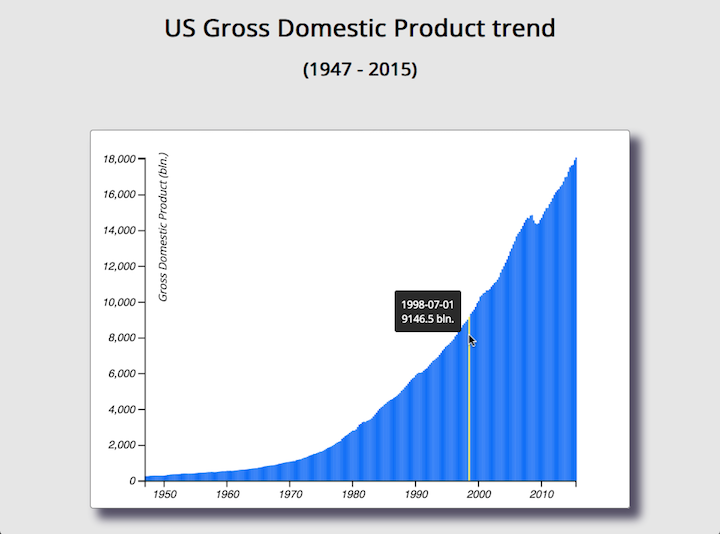 US Gross Domestic Product trend
(1947 - 2015)
Gross Domestic Product (bln.)
18,000
16,000
14,000
12,000
10,000
8,000
6,000
4,000
2,000
0
1998-07-01
9146.5 bln.
1950 1960 1970 1980 1990 2000 2010